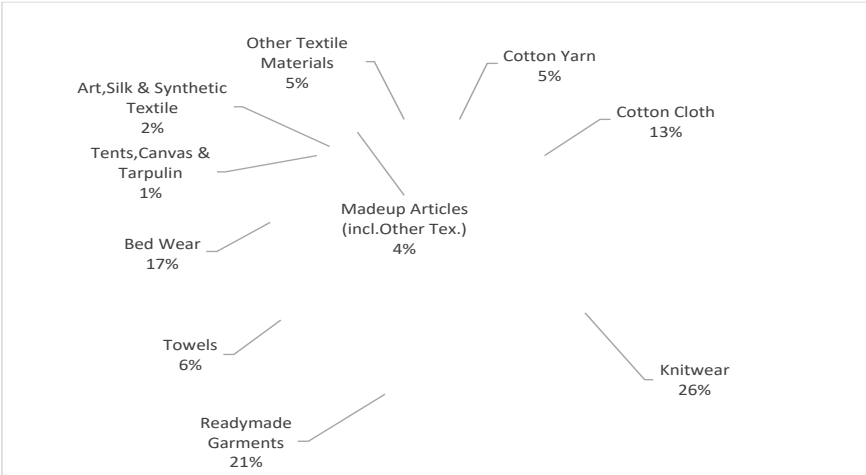 Other Textile
Materials
5%
Cotton Yarn
5%
Art,Silk & Synthetic
Textile
2%
Cotton Cloth
13%
Tents,Canvas &
Tarpulin
1%
Madeup Articles
(incl.Other Tex.)
4%
Bed Wear
17%
Towels
6%
Knitwear
26%
Readymade
Garments
21%